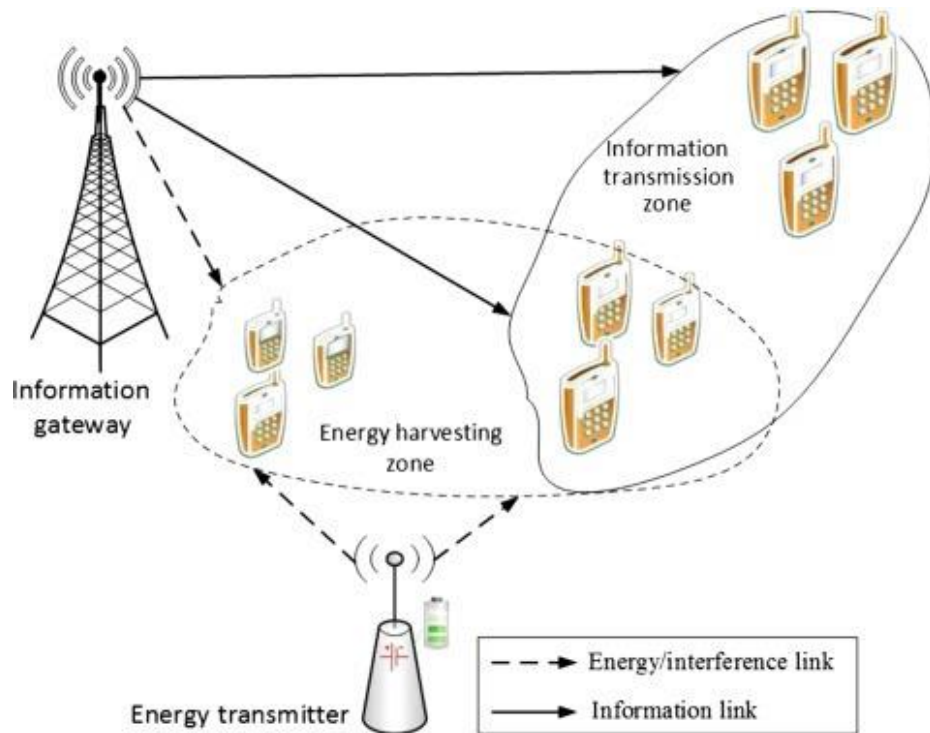 Information
transmission
zone
Information
gateway
Energy harvesting
zone
Energy transmitter
Energy/interference link
Information link